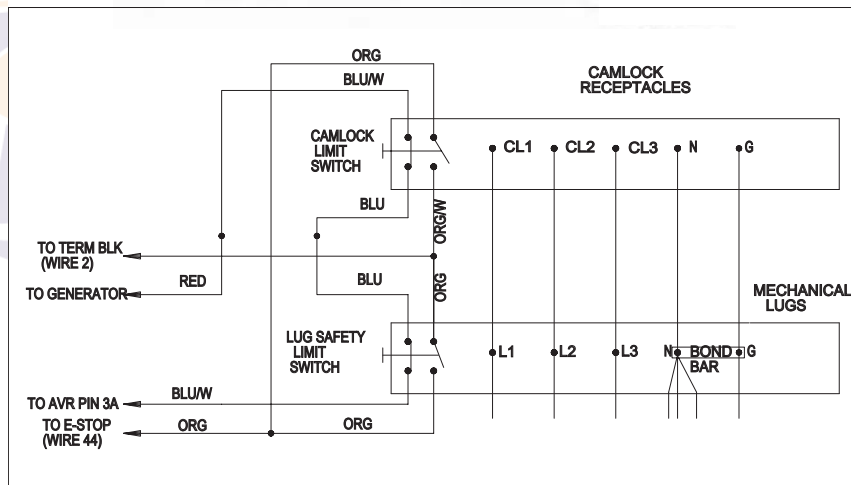 ORG
BLU/W
CAMLOCK
RECEPTACLES
CAMLOCK
LIMIT
SWITCH
CL1
CL2
CL3
N
G
BLU
ORG/W
TO TERM BLK
(WIRE 2)
RED
TO GENERATOR
BLU
ORG
MECHANICAL
LUGS
LUG SAFETY
LIMIT
SWITCH
L1
L2
L3
N
BOND
BAR
G
BLU/W
TO AVR PIN 3A
TO E-STOP
(WIRE 44)
ORG
ORG